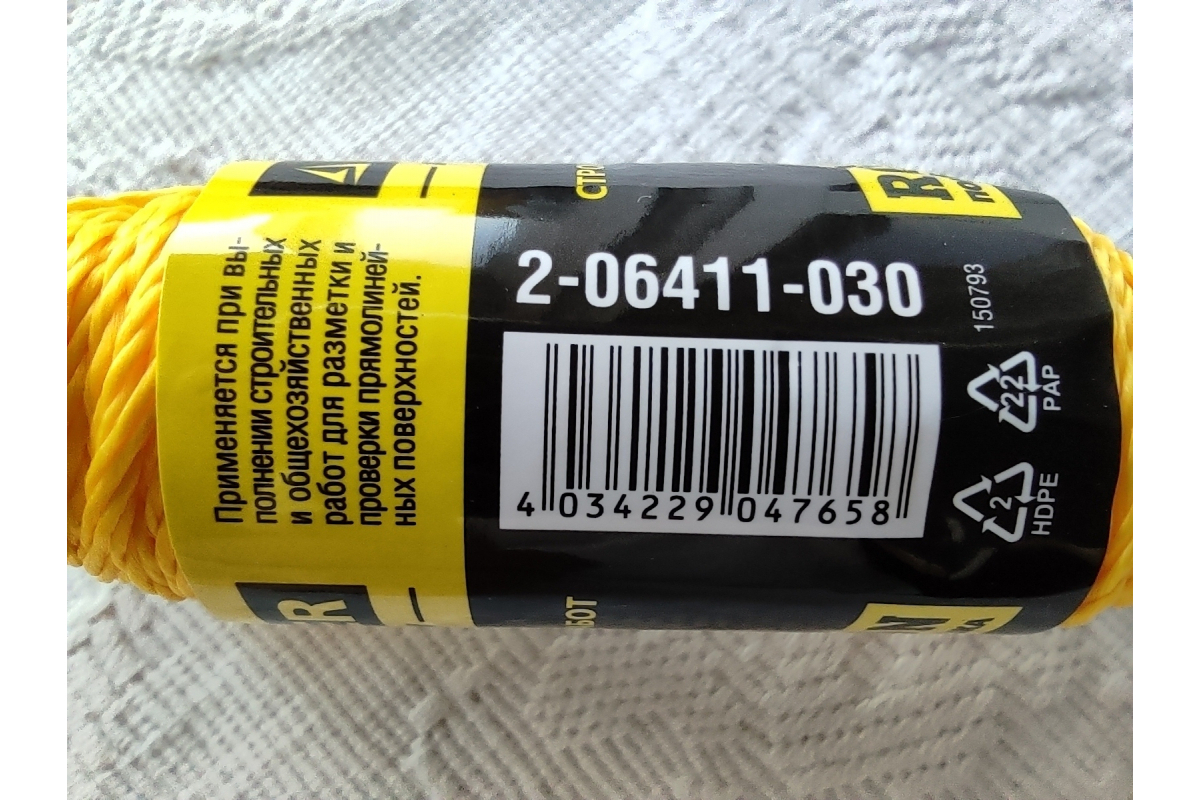 Применяется при вы-
полнении строительных
и общехозяйственных
работ для разметки и
проверки прямолиней-
ных поверхностей.
2-06411-030
4 034229 047658
150793
22
PAP
2
HDPE